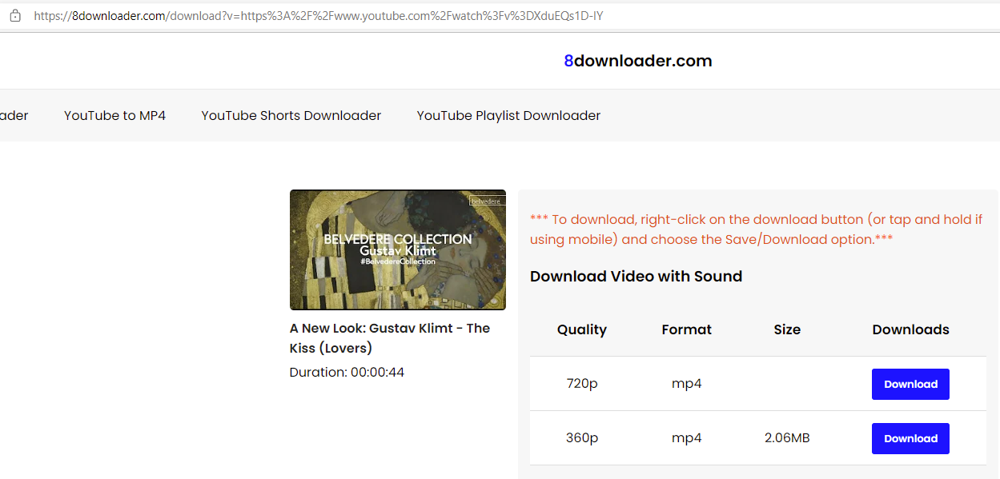 https://8downloader.com/download?v=https%3A%2F%2Fwww.youtube.com%2Fwatch%3Fv%3DXduEQs1D-IY
8downloader.com
ader YouTube to MP4 YouTube Shorts Downloader YouTube Playlist Downloader
belvedere
BELVEDERE COLLECTION
Gustav Klimt
#BelvedereCollection
A New Look: Gustav Klimt - The
Kiss (Lovers)
Duration: 00:00:44
*** To download, right-click on the download button (or tap and hold if
using mobile) and choose the Save/Download option.***
Download Video with Sound
Quality Format Size Downloads
720p mp4 Download
360p mp4 2.06MB Download